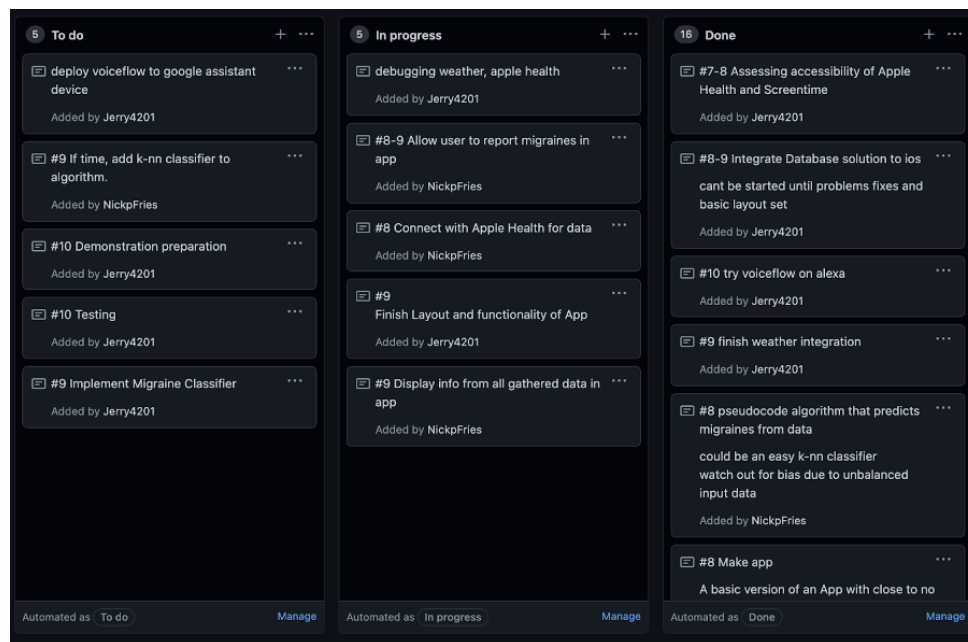 5 To do + ...
deploy voiceflow to google assistant ...
device
Added by Jerry4201
#9 If time, add k-nn classifier to ...
algorithm.
Added by NickpFries
#10 Demonstration preparation ...
Added by Jerry4201
#10 Testing ...
Added by Jerry4201
#9 Implement Migraine Classifier ...
Added by Jerry4201
Automated as To do Manage
5 In progress + ...
debugging weather, apple health ...
Added by Jerry4201
#8-9 Allow user to report migraines in ...
app
Added by NickpFries
#8 Connect with Apple Health for data ...
Added by NickpFries
#9 ...
Finish Layout and functionality of App
Added by Jerry4201
#9 Display info from all gathered data in ...
app
Added by NickpFries
Automated as In progress Manage
16 Done + ...
#7-8 Assessing accessibility of Apple ...
Health and Screentime
Added by Jerry4201
#8-9 Integrate Database solution to ios ...
cant be started until problems fixes and
basic layout set
Added by Jerry4201
#10 try voiceflow on alexa ...
Added by Jerry4201
#9 finish weather integration ...
Added by Jerry4201
#8 pseudocode algorithm that predicts ...
migraines from data
could be an easy k-nn classifier
watch out for bias due to unbalanced
input data
Added by NickpFries
#8 Make app ...
A basic version of an App with close to no
Automated as Done Manage